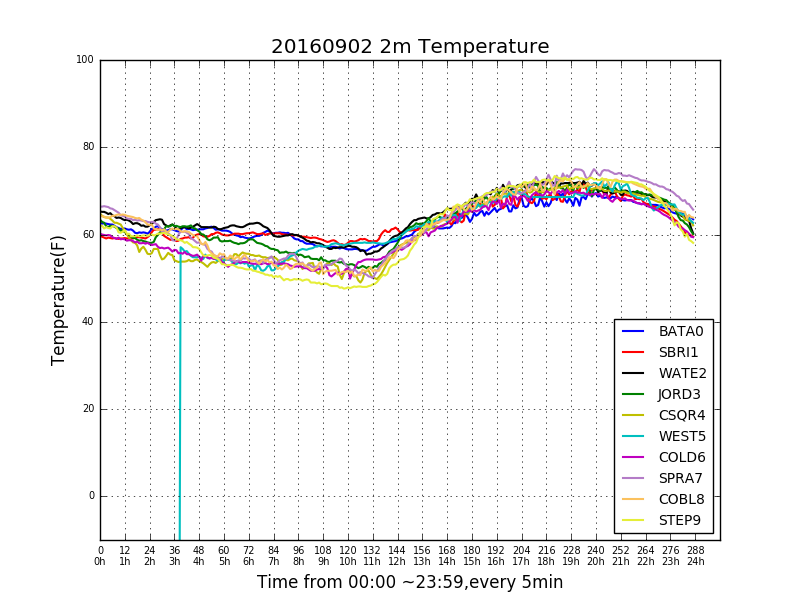 20160902 2m Temperature
100
80
60
40
20
0
Temperature(F)
BATA0
SBRI1
WATE2
JORD3
CSQR4
WEST5
COLD6
SPRA7
COBL8
STEP9
0 12 24 36 48 60 72 84 96 108 120 132 144 156 168 180 192 204 216 228 240 252 264 276 288
0h 1h 2h 3h 4h 5h 6h 7h 8h 9h 10h 11h 12h 13h 14h 15h 16h 17h 18h 19h 20h 21h 22h 23h 24h
Time from 00:00 ~23:59,every 5min